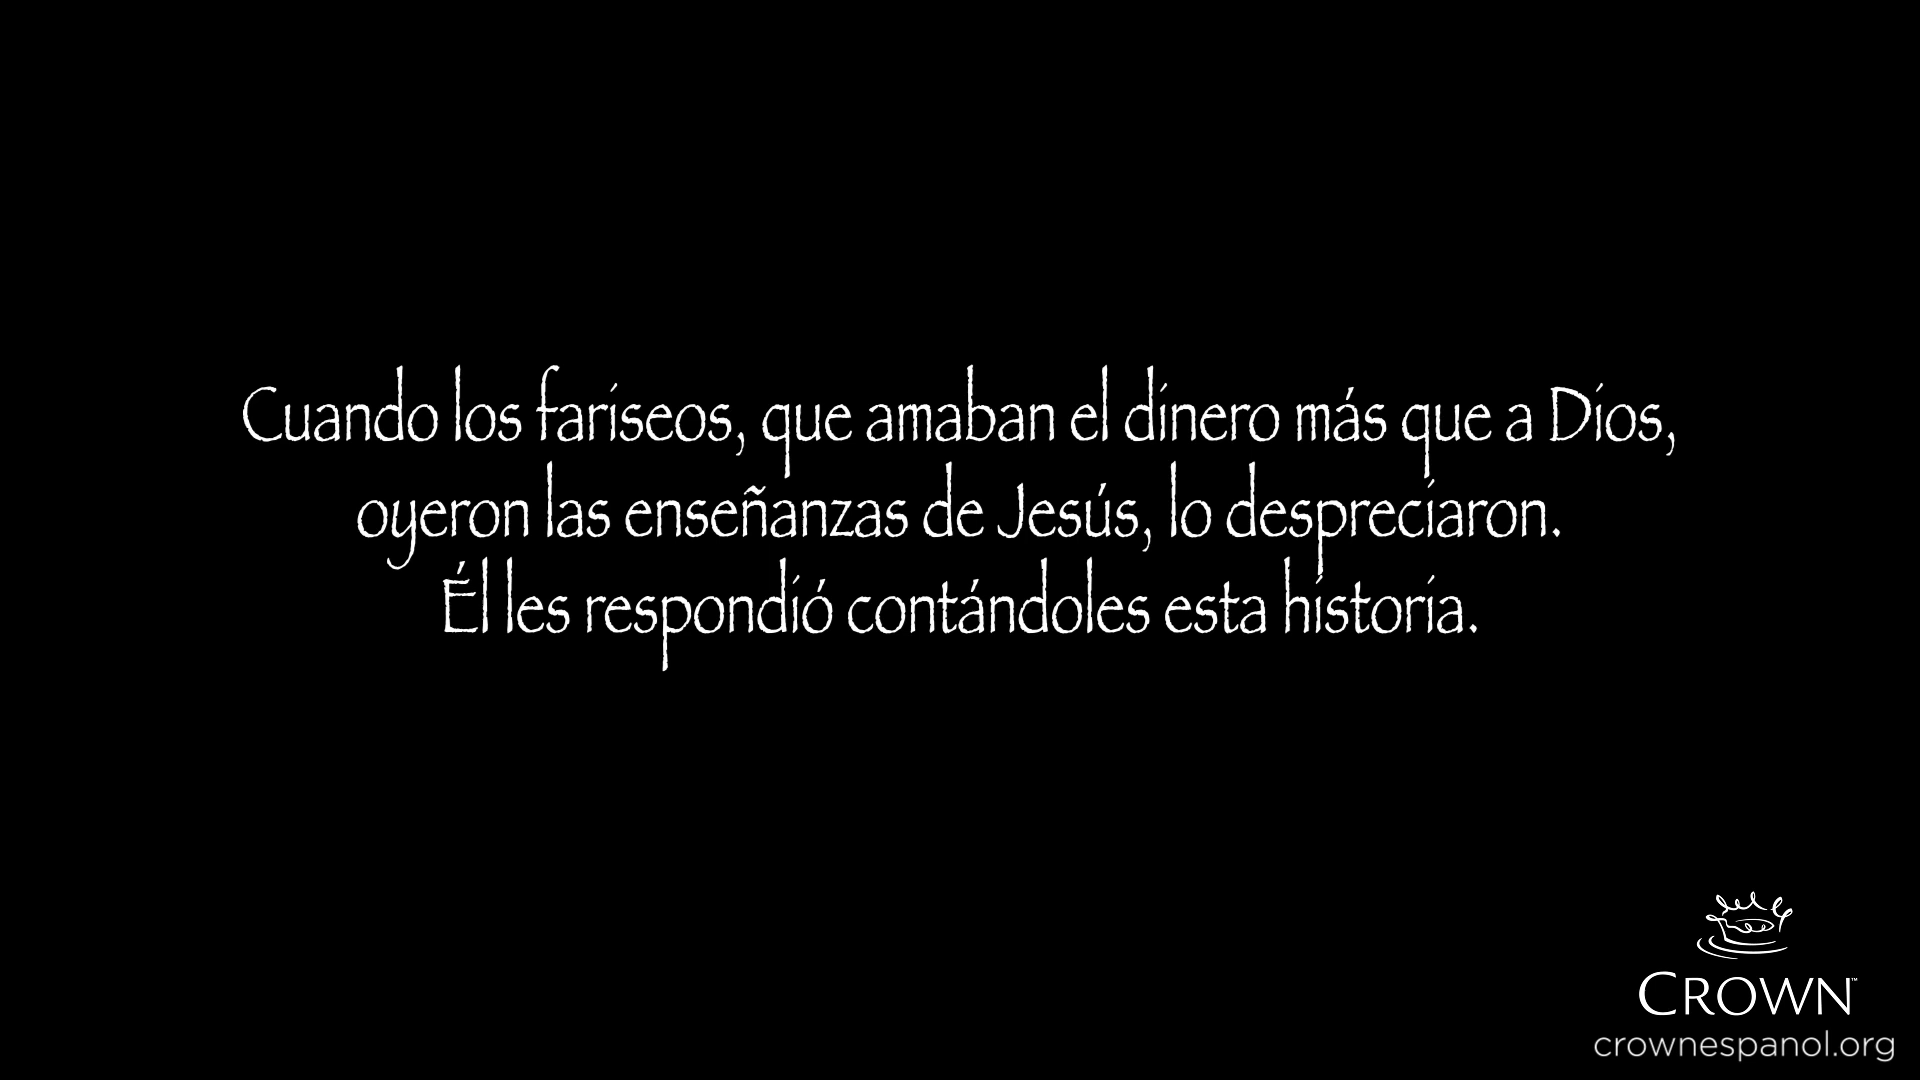 Cuando los fariseos, que amaban el dinero más que a Dios,
oyeron las enseñanzas de Jesús, lo despreciaron.
Él les respondió contándoles esta historia.
CROWN™
crownespanol.org